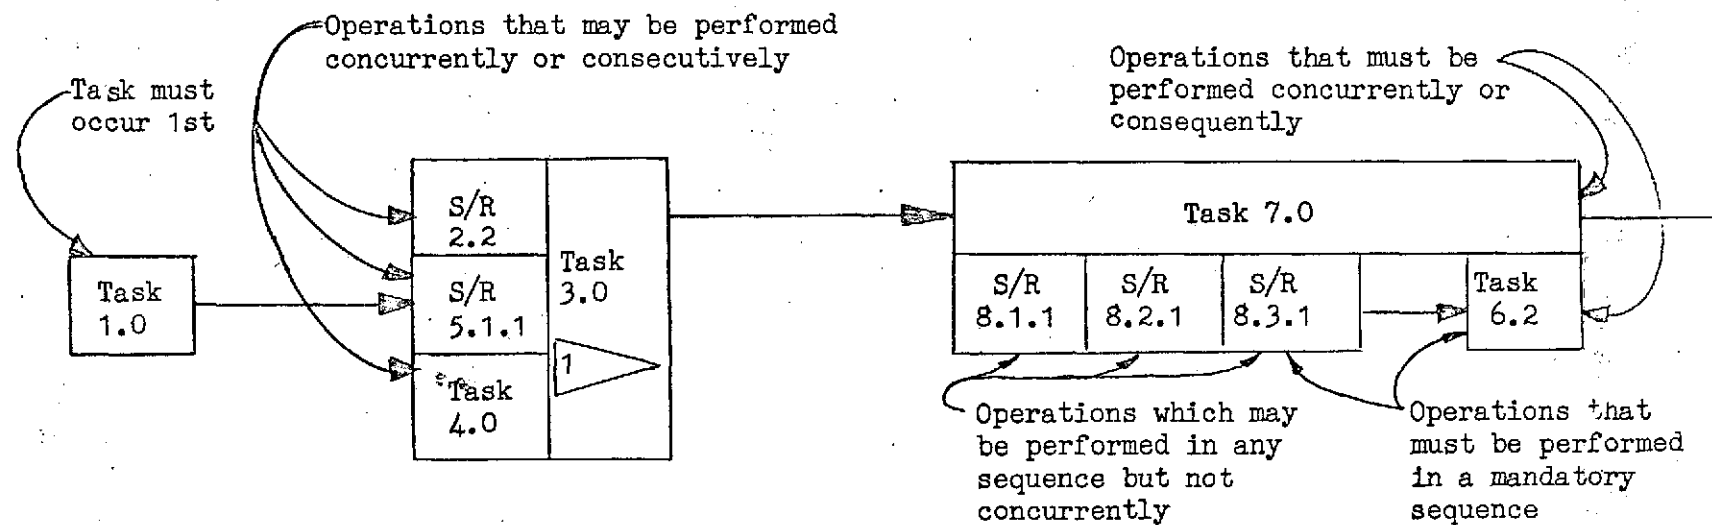 Operations that may be performed
concurrently or consecutively
Task must
occur 1st
Operations that must be
performed concurrently or
consequently
Task
1.0
S/R
2.2
S/R
5.1.1
Task
4.0
Task
3.0
1
Task 7.0
S/R
8.1.1
S/R
8.2.1
S/R
8.3.1
Task
6.2
Operations which may
be performed in any
sequence but not
concurrently
Operations that
must be performed
in a mandatory
sequence